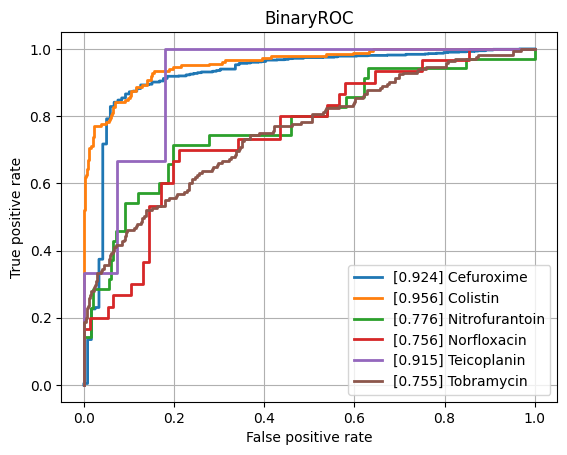 BinaryROC
True positive rate
1.0
0.8
0.6
0.4
0.2
0.0
[0.924] Cefuroxime
[0.956] Colistin
[0.776] Nitrofurantoin
[0.756] Norfloxacin
[0.915] Teicoplanin
[0.755] Tobramycin
0.0 0.2 0.4 0.6 0.8 1.0
False positive rate